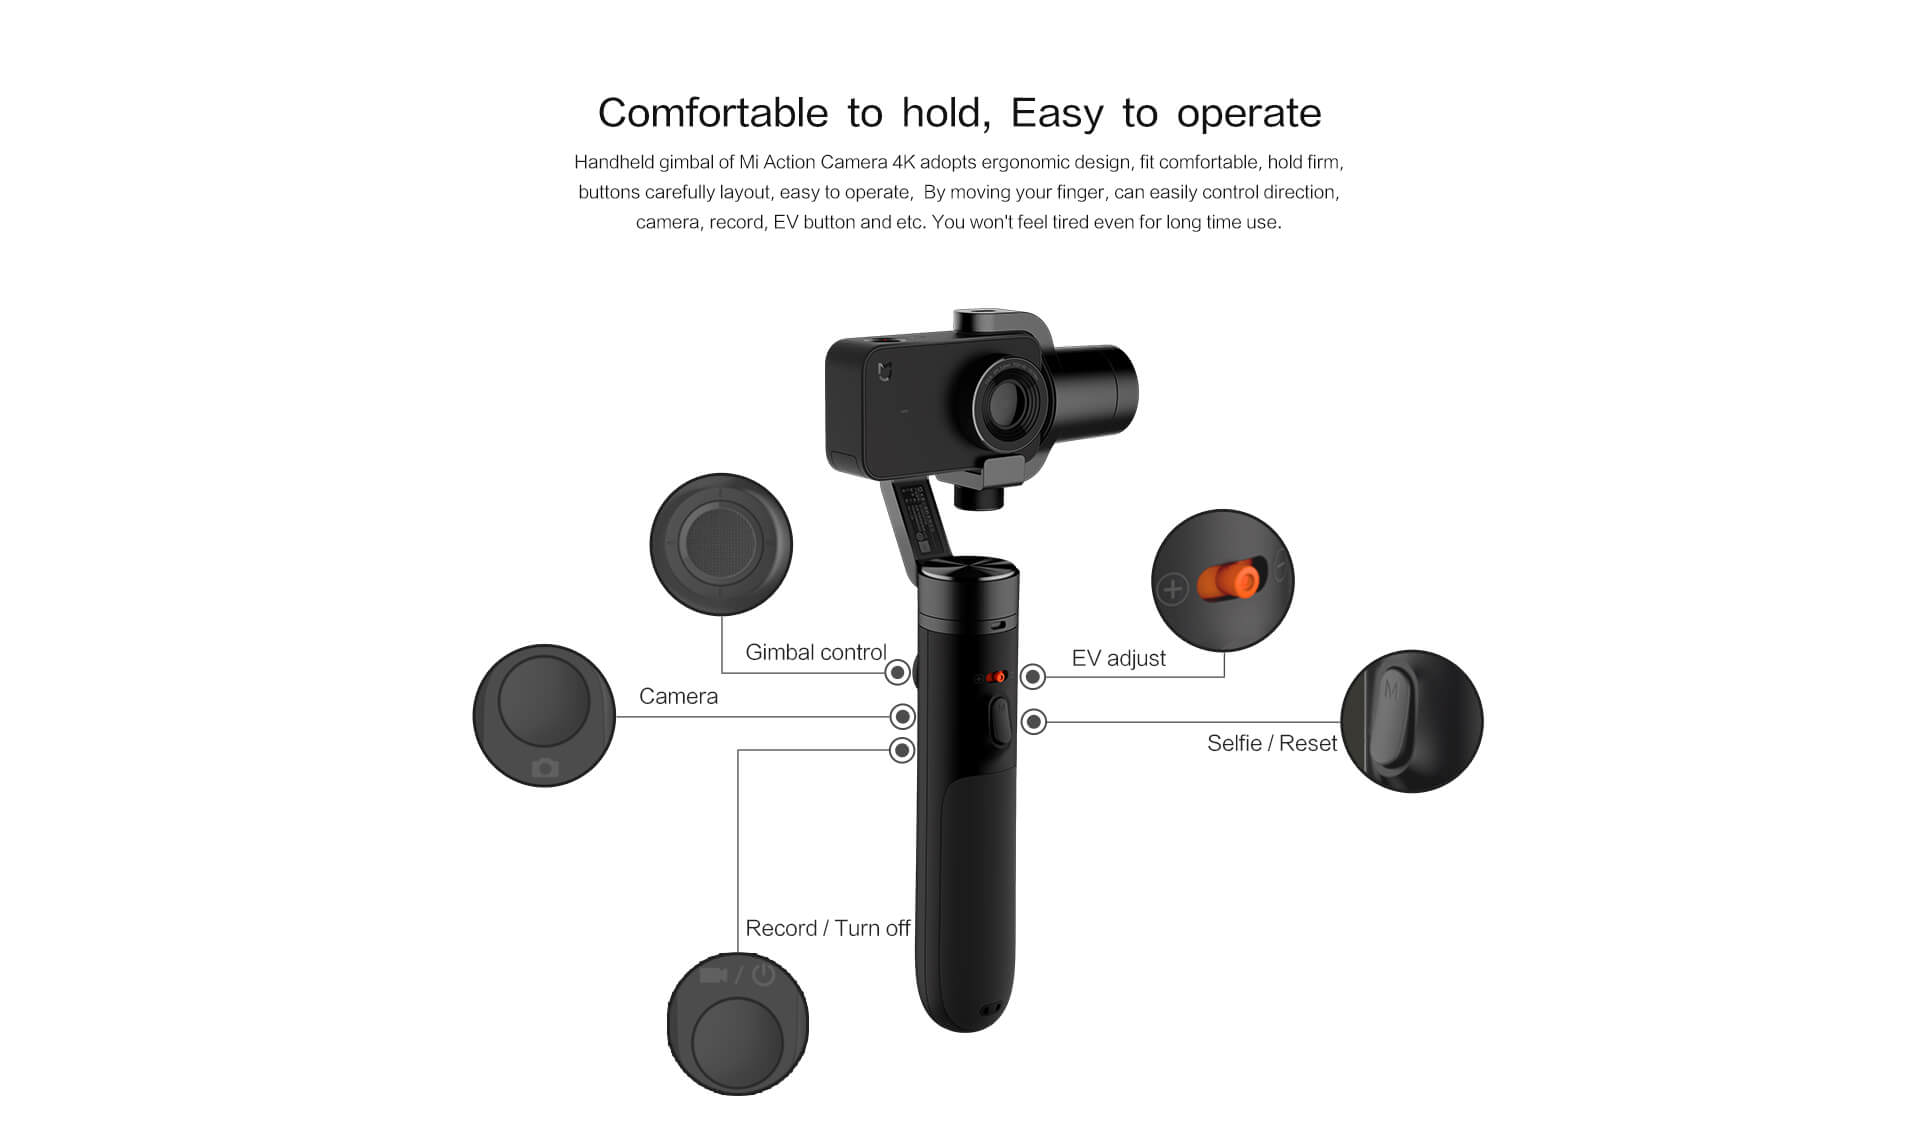 Comfortable to hold, Easy to operate
Handheld gimbal of Mi Action Camera 4K adopts ergonomic design, fit comfortable, hold firm,
buttons carefully layout, easy to operate, By moving your finger, can easily control direction,
camera, record, EV button and etc. You won't feel tired even for long time use.
Gimbal control
EV adjust
Camera
Selfie / Reset
M
Record / Turn off